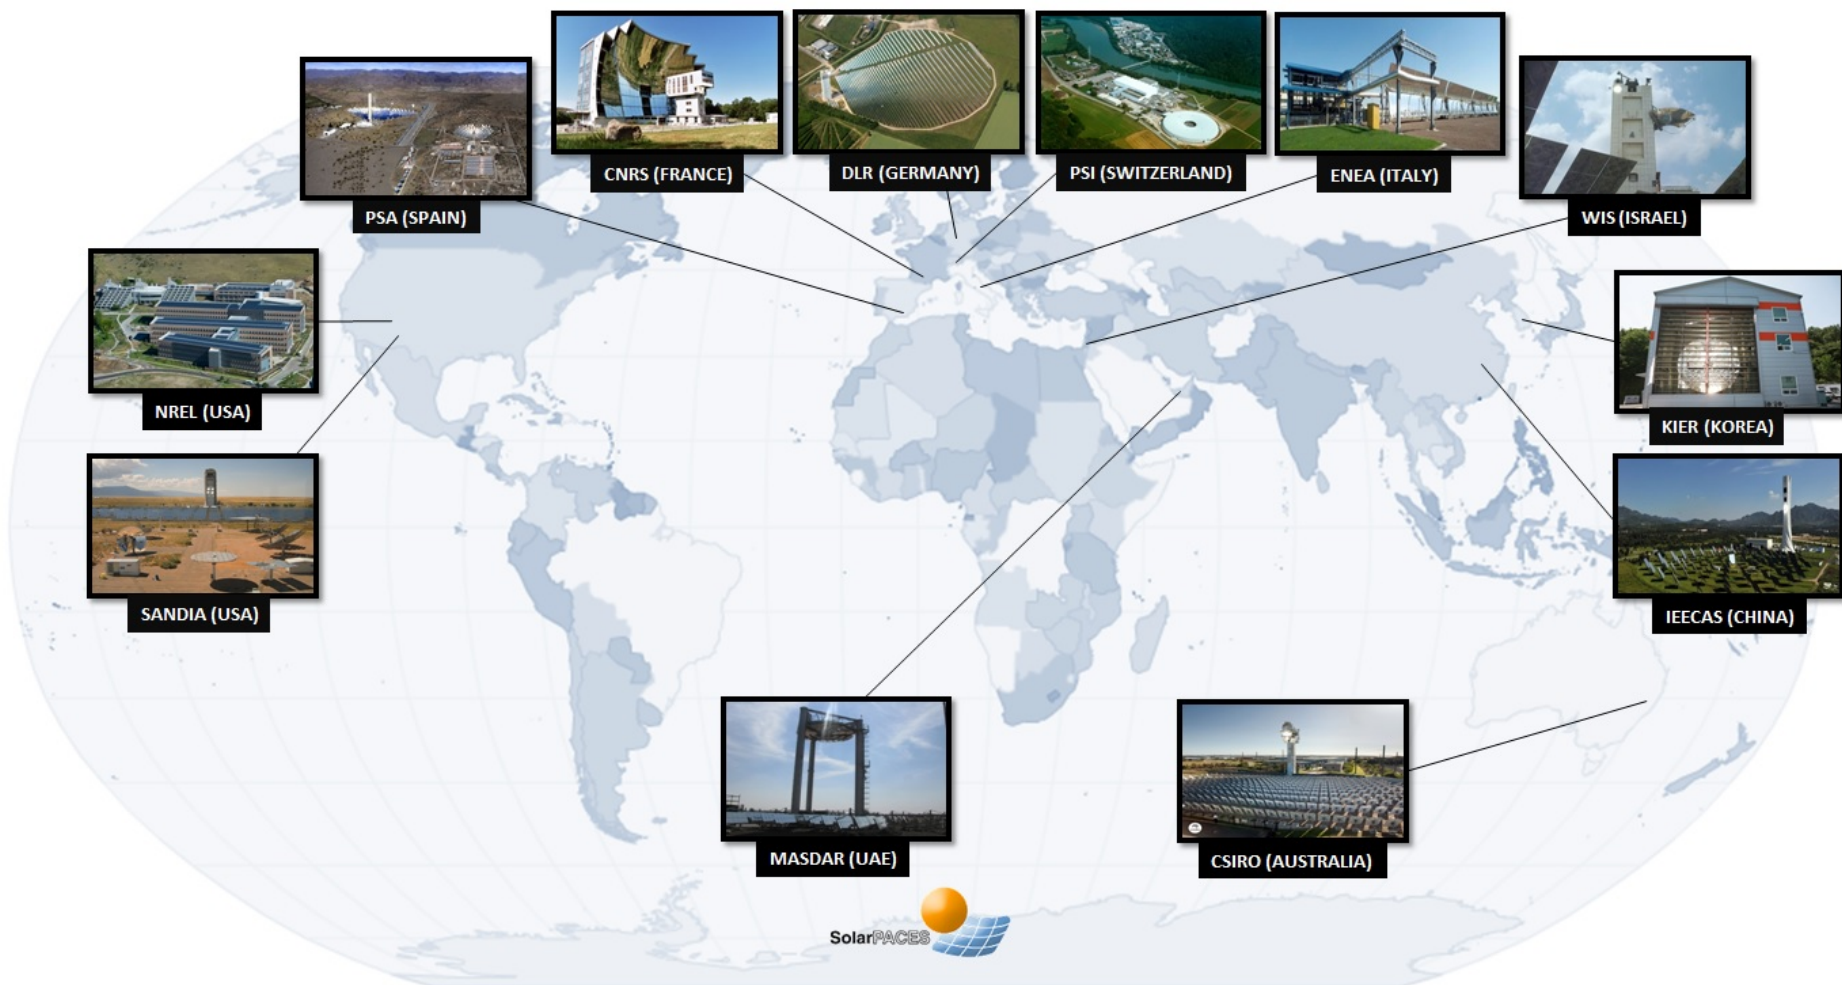 CNRS (FRANCE)
DLR (GERMANY)
PSI (SWITZERLAND)
ENEA (ITALY)
PSA (SPAIN)
WIS (ISRAEL)
NREL (USA)
KIER (KOREA)
SANDIA (USA)
IEECAS (CHINA)
MASDAR (UAE)
CSIRO (AUSTRALIA)
SolarPACES